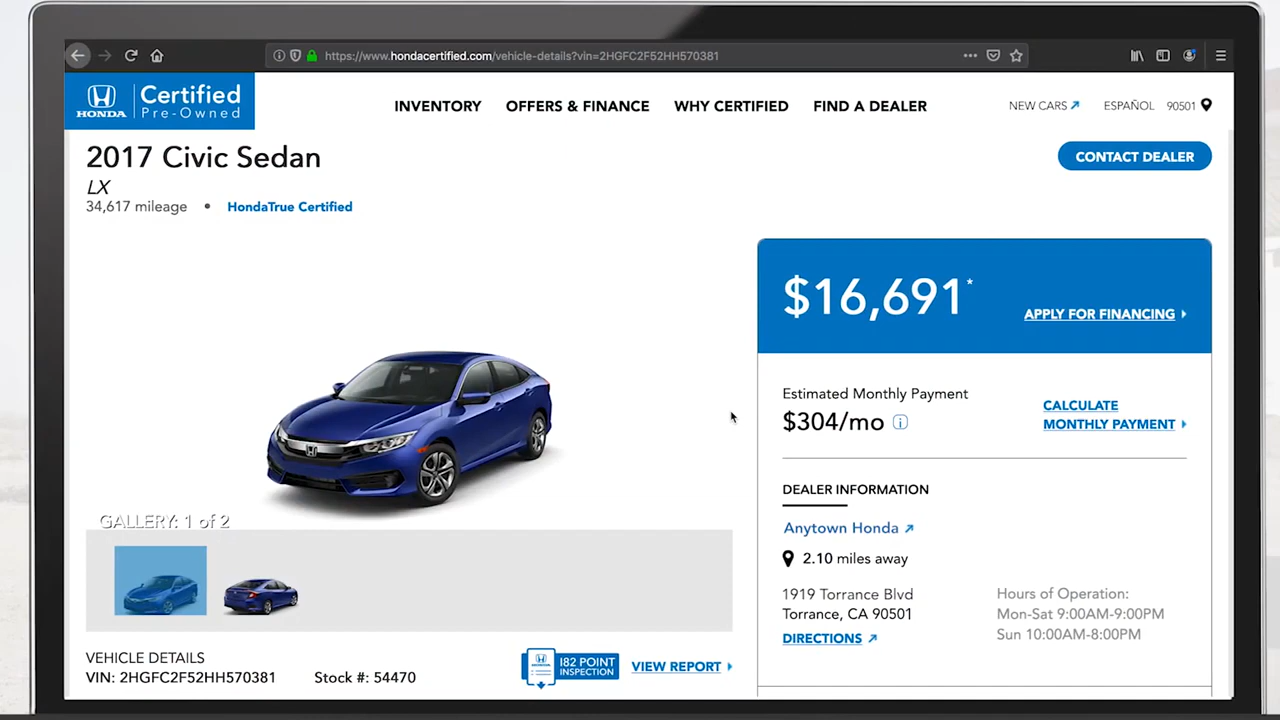 https://www.hondacertified.com/vehicle-details?vin=2HGFC2F52HH570381
HONDA
Certified
Pre-Owned
INVENTORY
OFFERS & FINANCE
WHY CERTIFIED
FIND A DEALER
NEW CARS
ESPAÑOL
90501
2017 Civic Sedan
CONTACT DEALER
LX
34,617 mileage • HondaTrue Certified
$16,691*
APPLY FOR FINANCING
Estimated Monthly Payment
$304/mo
CALCULATE
MONTHLY PAYMENT
DEALER INFORMATION
Anytown Honda
2.10 miles away
1919 Torrance Blvd
Torrance, CA 90501
DIRECTIONS
Hours of Operation:
Mon-Sat 9:00AM-9:00PM
Sun 10:00AM-8:00PM
GALLERY: 1 of 2
VEHICLE DETAILS
VIN: 2HGFC2F52HH570381
Stock #: 54470
182 POINT
INSPECTION
VIEW REPORT